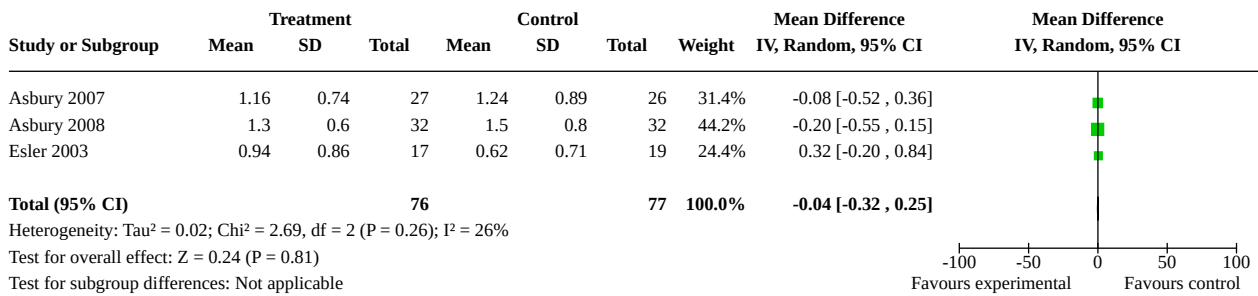 Treatment Control Mean Difference Mean Difference
Study or Subgroup Mean SD Total Mean SD Total Weight IV, Random, 95% CI IV, Random, 95% CI
Asbury 2007 1.16 0.74 27 1.24 0.89 26 31.4% -0.08 [-0.52 , 0.36]
Asbury 2008 1.3 0.6 32 1.5 0.8 32 44.2% -0.20 [-0.55 , 0.15]
Esler 2003 0.94 0.86 17 0.62 0.71 19 24.4% 0.32 [-0.20 , 0.84]
Total (95% CI) 76 77 100.0% -0.04 [-0.32 , 0.25]
Heterogeneity: Tau² = 0.02; Chi² = 2.69, df = 2 (P = 0.26); I² = 26%
Test for overall effect: Z = 0.24 (P = 0.81) -100 -50 0 50 100
Test for subgroup differences: Not applicable Favours experimental Favours control